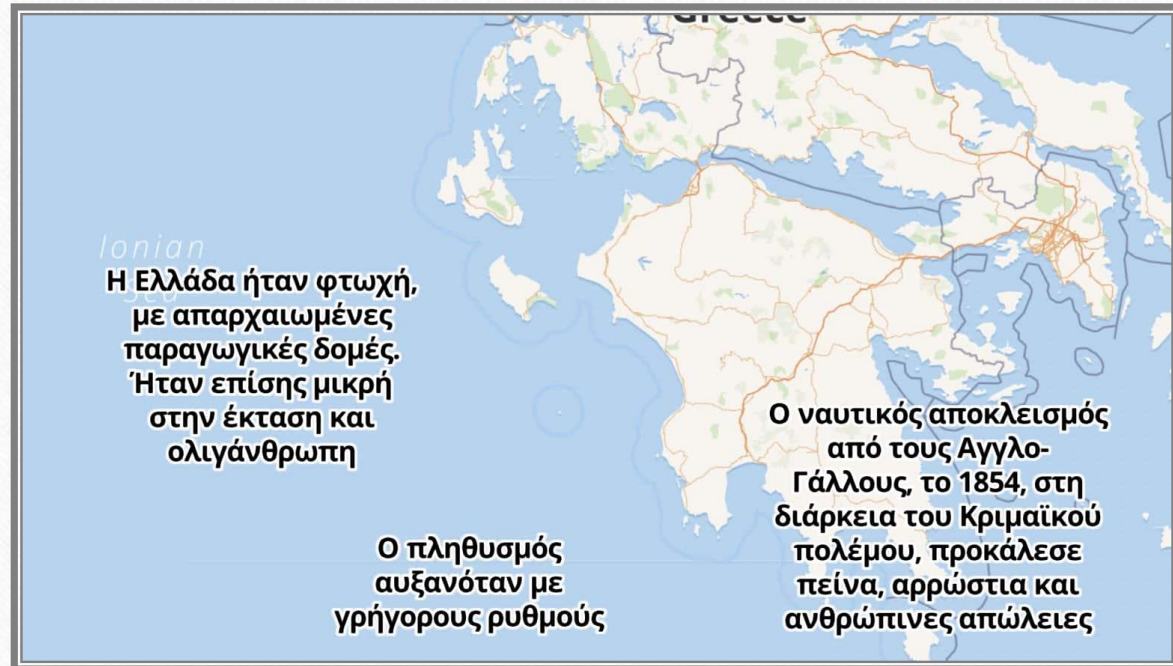 Greece
Ionian
Sea
Η Ελλάδα ήταν φτωχή,
με απαρχαιωμένες
παραγωγικές δομές.
Ήταν επίσης μικρή
στην έκταση και
ολιγάνθρωπη
Ο ναυτικός αποκλεισμός
από τους Αγγλο-
Γάλλους, το 1854, στη
διάρκεια του Κριμαϊκού
πολέμου, προκάλεσε
πείνα, αρρώστια και
ανθρώπινες απώλειες
Ο πληθυσμός
αυξανόταν με
γρήγορους ρυθμούς